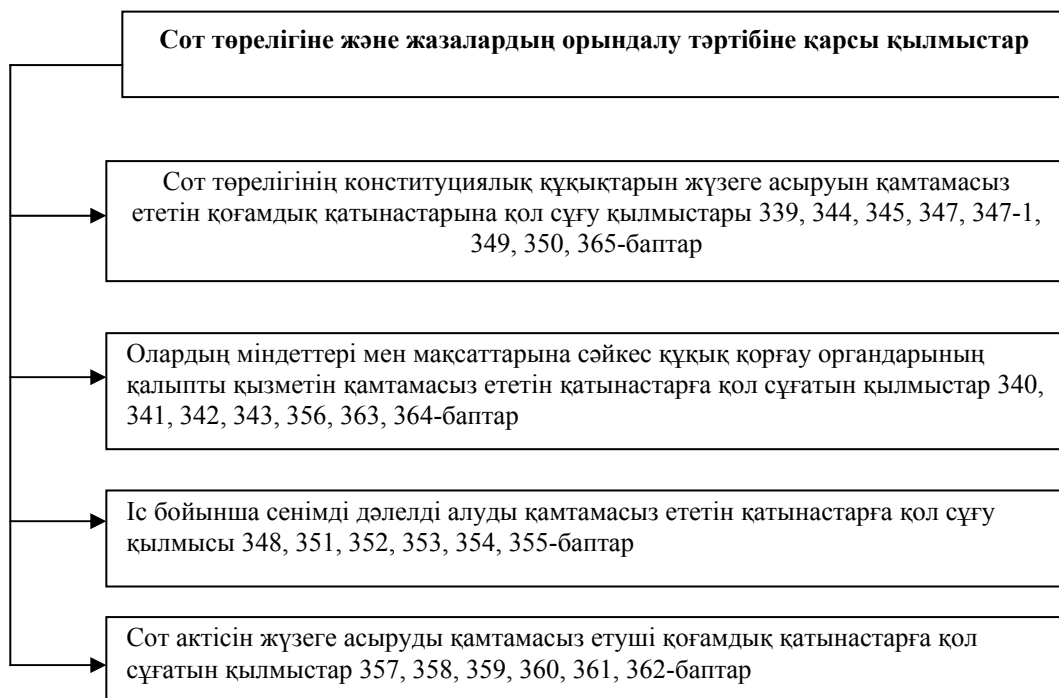 Сот төрелігіне және жазалардың орындалу тәртібіне қарсы қылмыстар
Сот төрелігінің конституциялық құқықтарын жүзеге асыруын қамтамасыз
ететін қоғамдық қатынастарына қол сұғу қылмыстары 339, 344, 345, 347, 347-1,
349, 350, 365-баптар
Олардың міндеттері мен мақсаттарына сәйкес құқық қорғау органдарының
қалыпты қызметін қамтамасыз ететін қатынастарға қол сұғатын қылмыстар 340,
341, 342, 343, 356, 363, 364-баптар
Іс бойынша сенімді дәлелді алуды қамтамасыз ететін қатынастарға қол сұғу
қылмысы 348, 351, 352, 353, 354, 355-баптар
Сот актісін жүзеге асыруды қамтамасыз етуші қоғамдық қатынастарға қол
сұғатын қылмыстар 357, 358, 359, 360, 361, 362-баптар